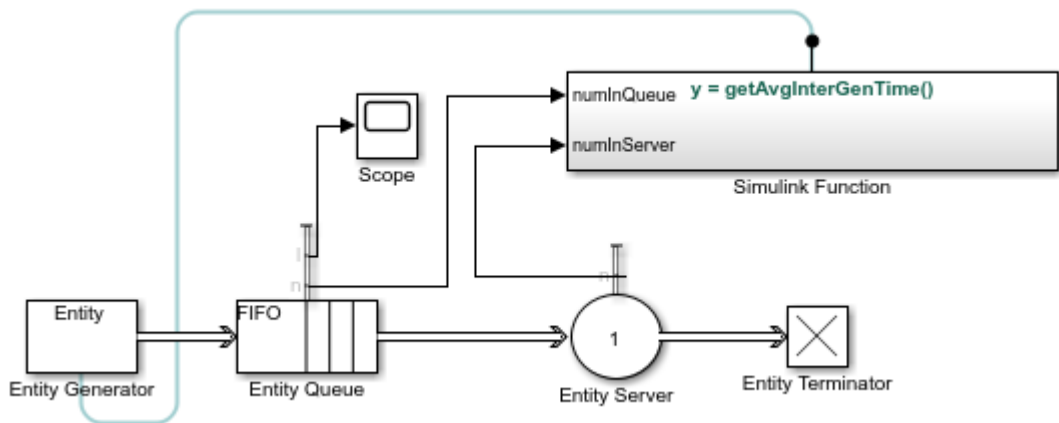 numInQueue y = getAvgInterGenTime()
numInServer
Scope
Simulink Function
l
n
n
Entity
FIFO
1
Entity Generator
Entity Queue
Entity Server
Entity Terminator